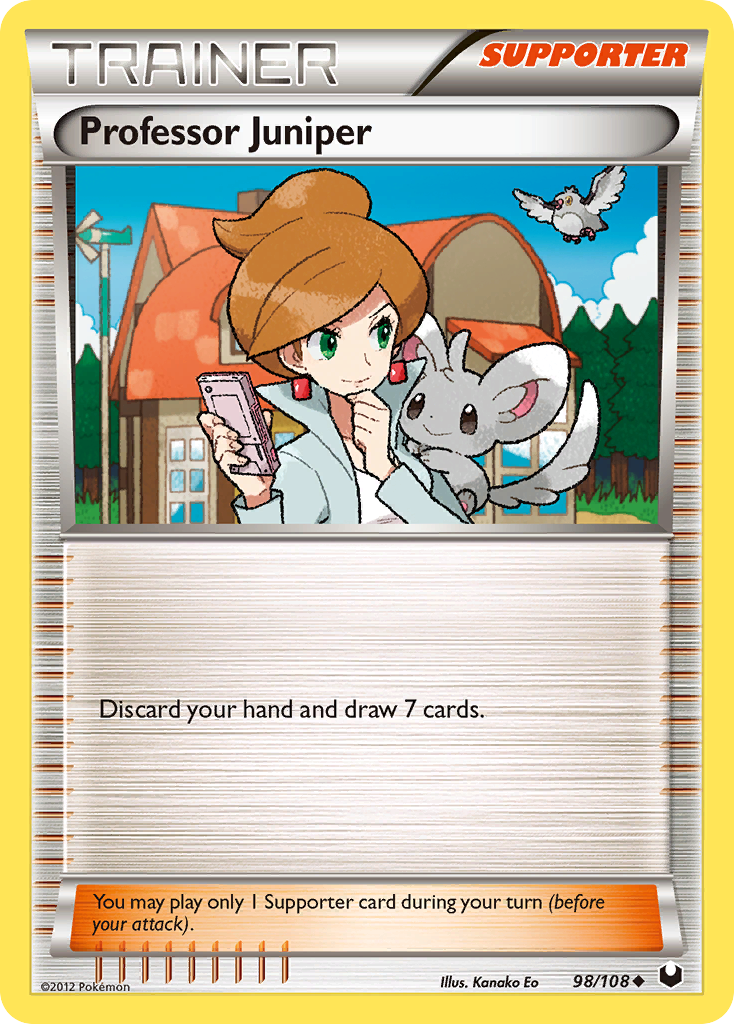 TRAINER
SUPPORTER
Professor Juniper
Discard your hand and draw 7 cards.
You may play only 1 Supporter card during your turn (before
your attack).
©2012 Pokémon
Illus. Kanako Eo
98/108